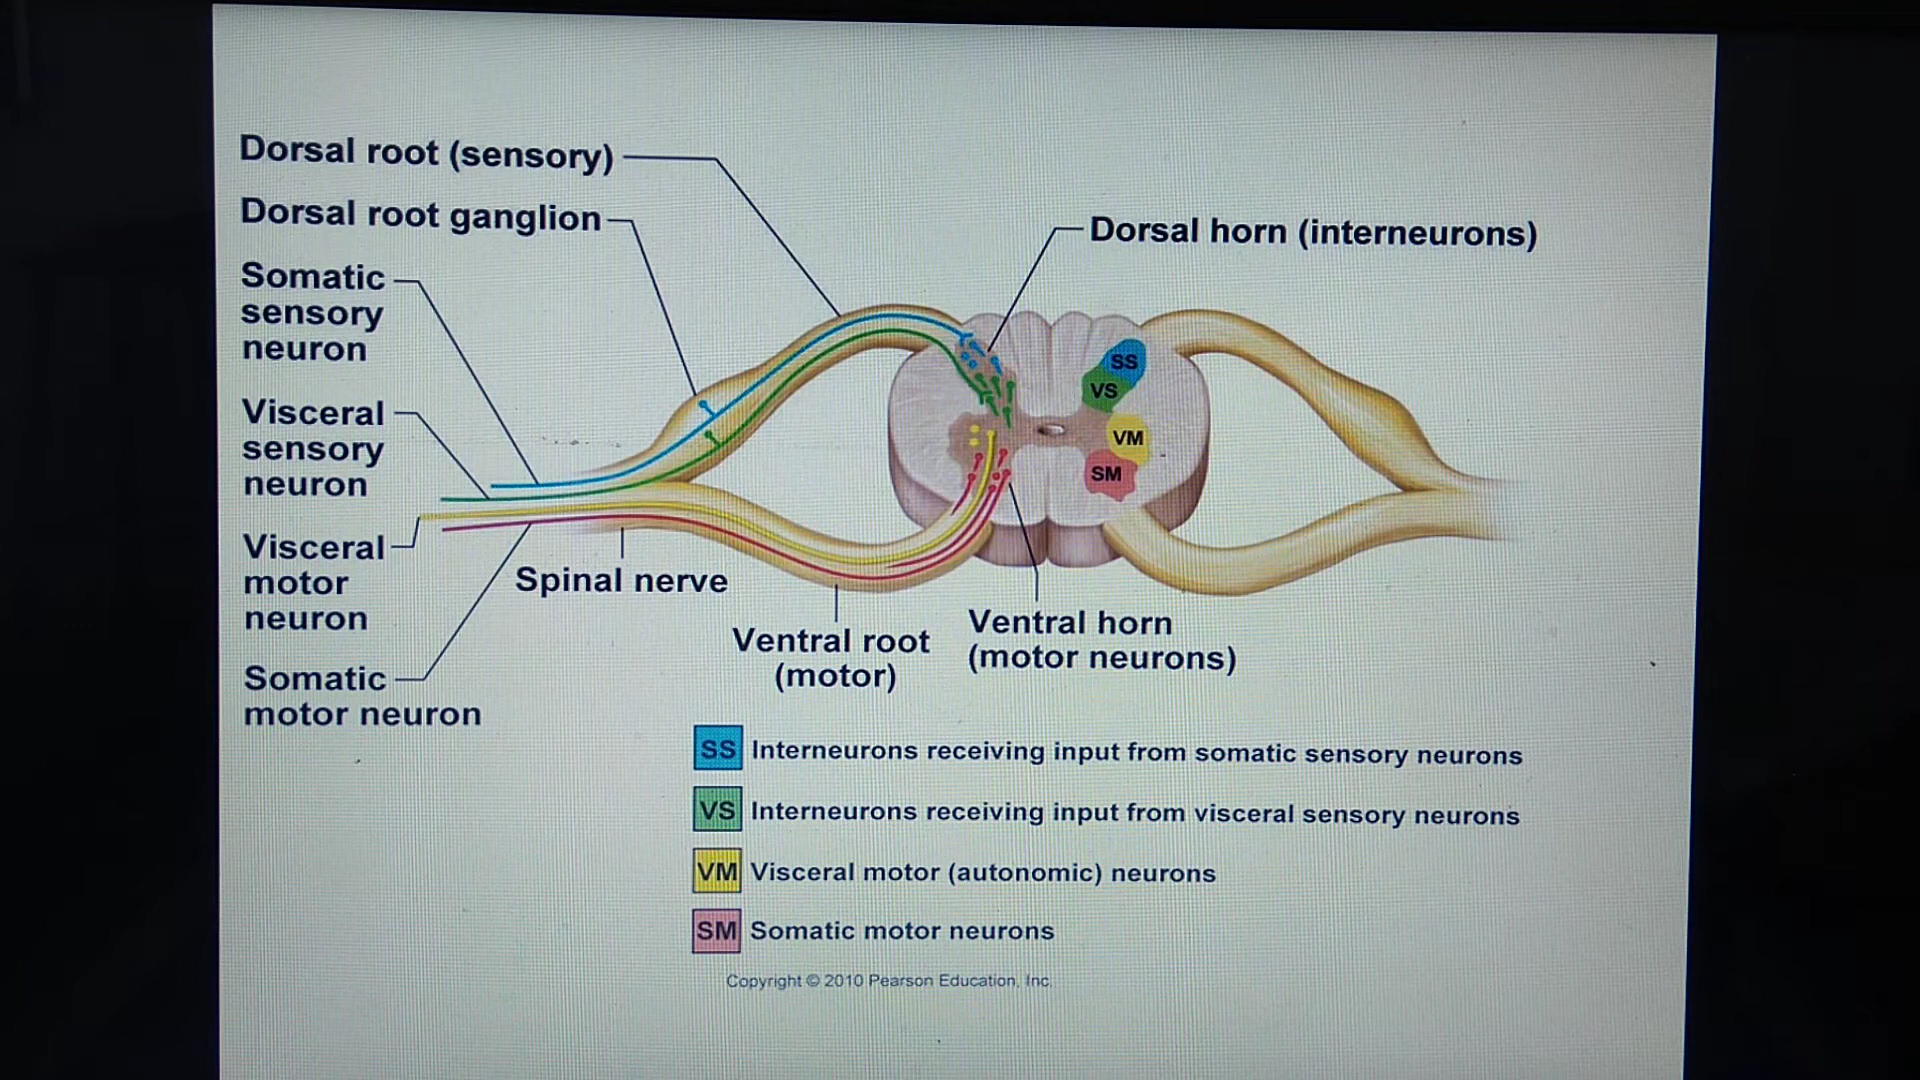 Dorsal root (sensory)
Dorsal root ganglion
Somatic
sensory
neuron
Visceral
sensory
neuron
Visceral
motor
neuron
Somatic
motor neuron
Spinal nerve
Ventral root
(motor)
Ventral horn
(motor neurons)
Dorsal horn (interneurons)
SS
VS
VM
SM
SS Interneurons receiving input from somatic sensory neurons
VS Interneurons receiving input from visceral sensory neurons
VM Visceral motor (autonomic) neurons
SM Somatic motor neurons
Copyright © 2010 Pearson Education, Inc.